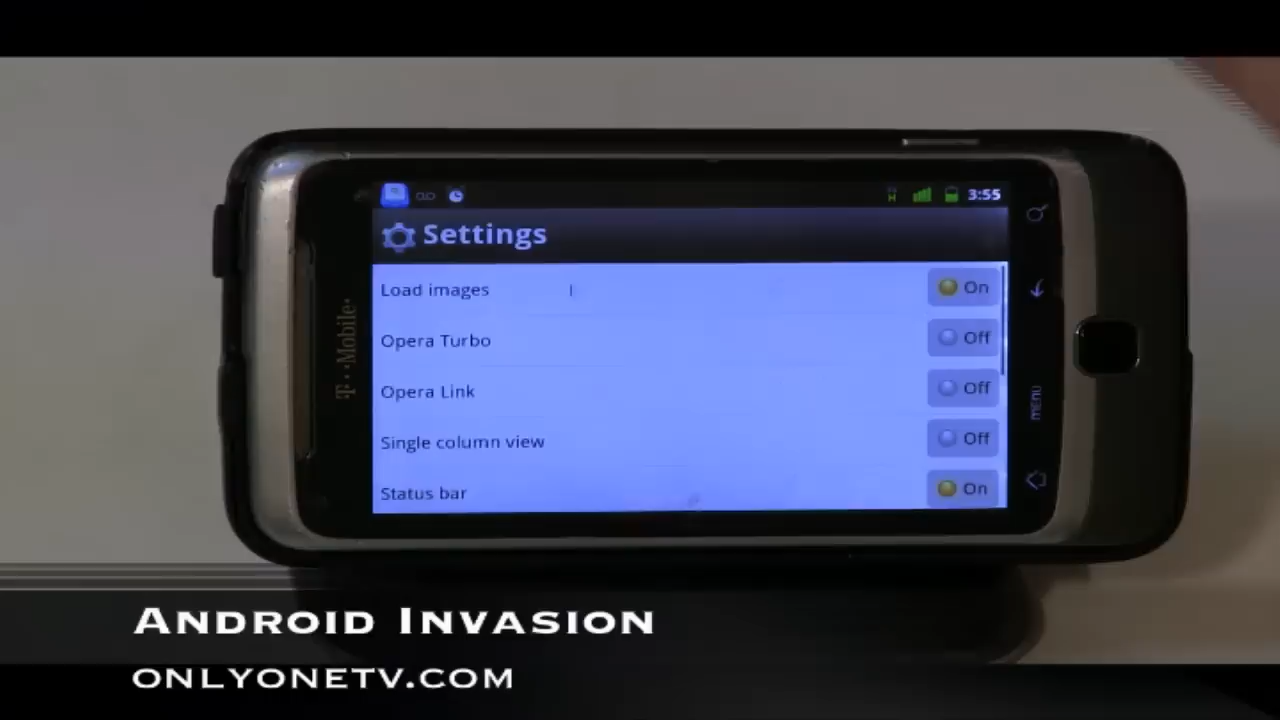 3:55
Settings
Load images On
Opera Turbo Off
Opera Link Off
Single column view Off
Status bar On
T··Mobile·
MENU
ANDROID INVASION
ONLYONETV.COM